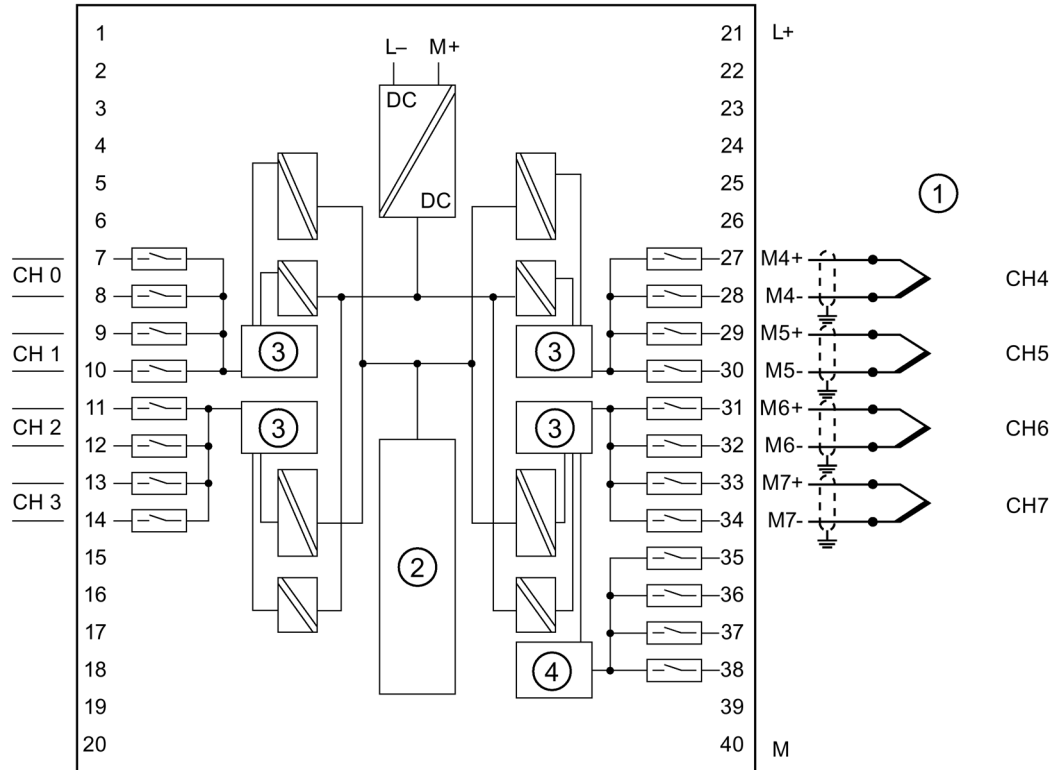 1 21 L+
L– M+
2 22
DC
3 23
4 24
5 25
①
DC
6 26
7 27 M4+
CH 0 CH4
8 28 M4-
9 29 M5+
CH 1 ③ ③ CH5
10 30 M5-
11 31 M6+
CH 2 ③ ③ CH6
12 32 M6-
13 33 M7+
CH 3 CH7
14 34 M7-
15 35
②
16 36
17 37
18 ④ 38
19 39
20 40 M